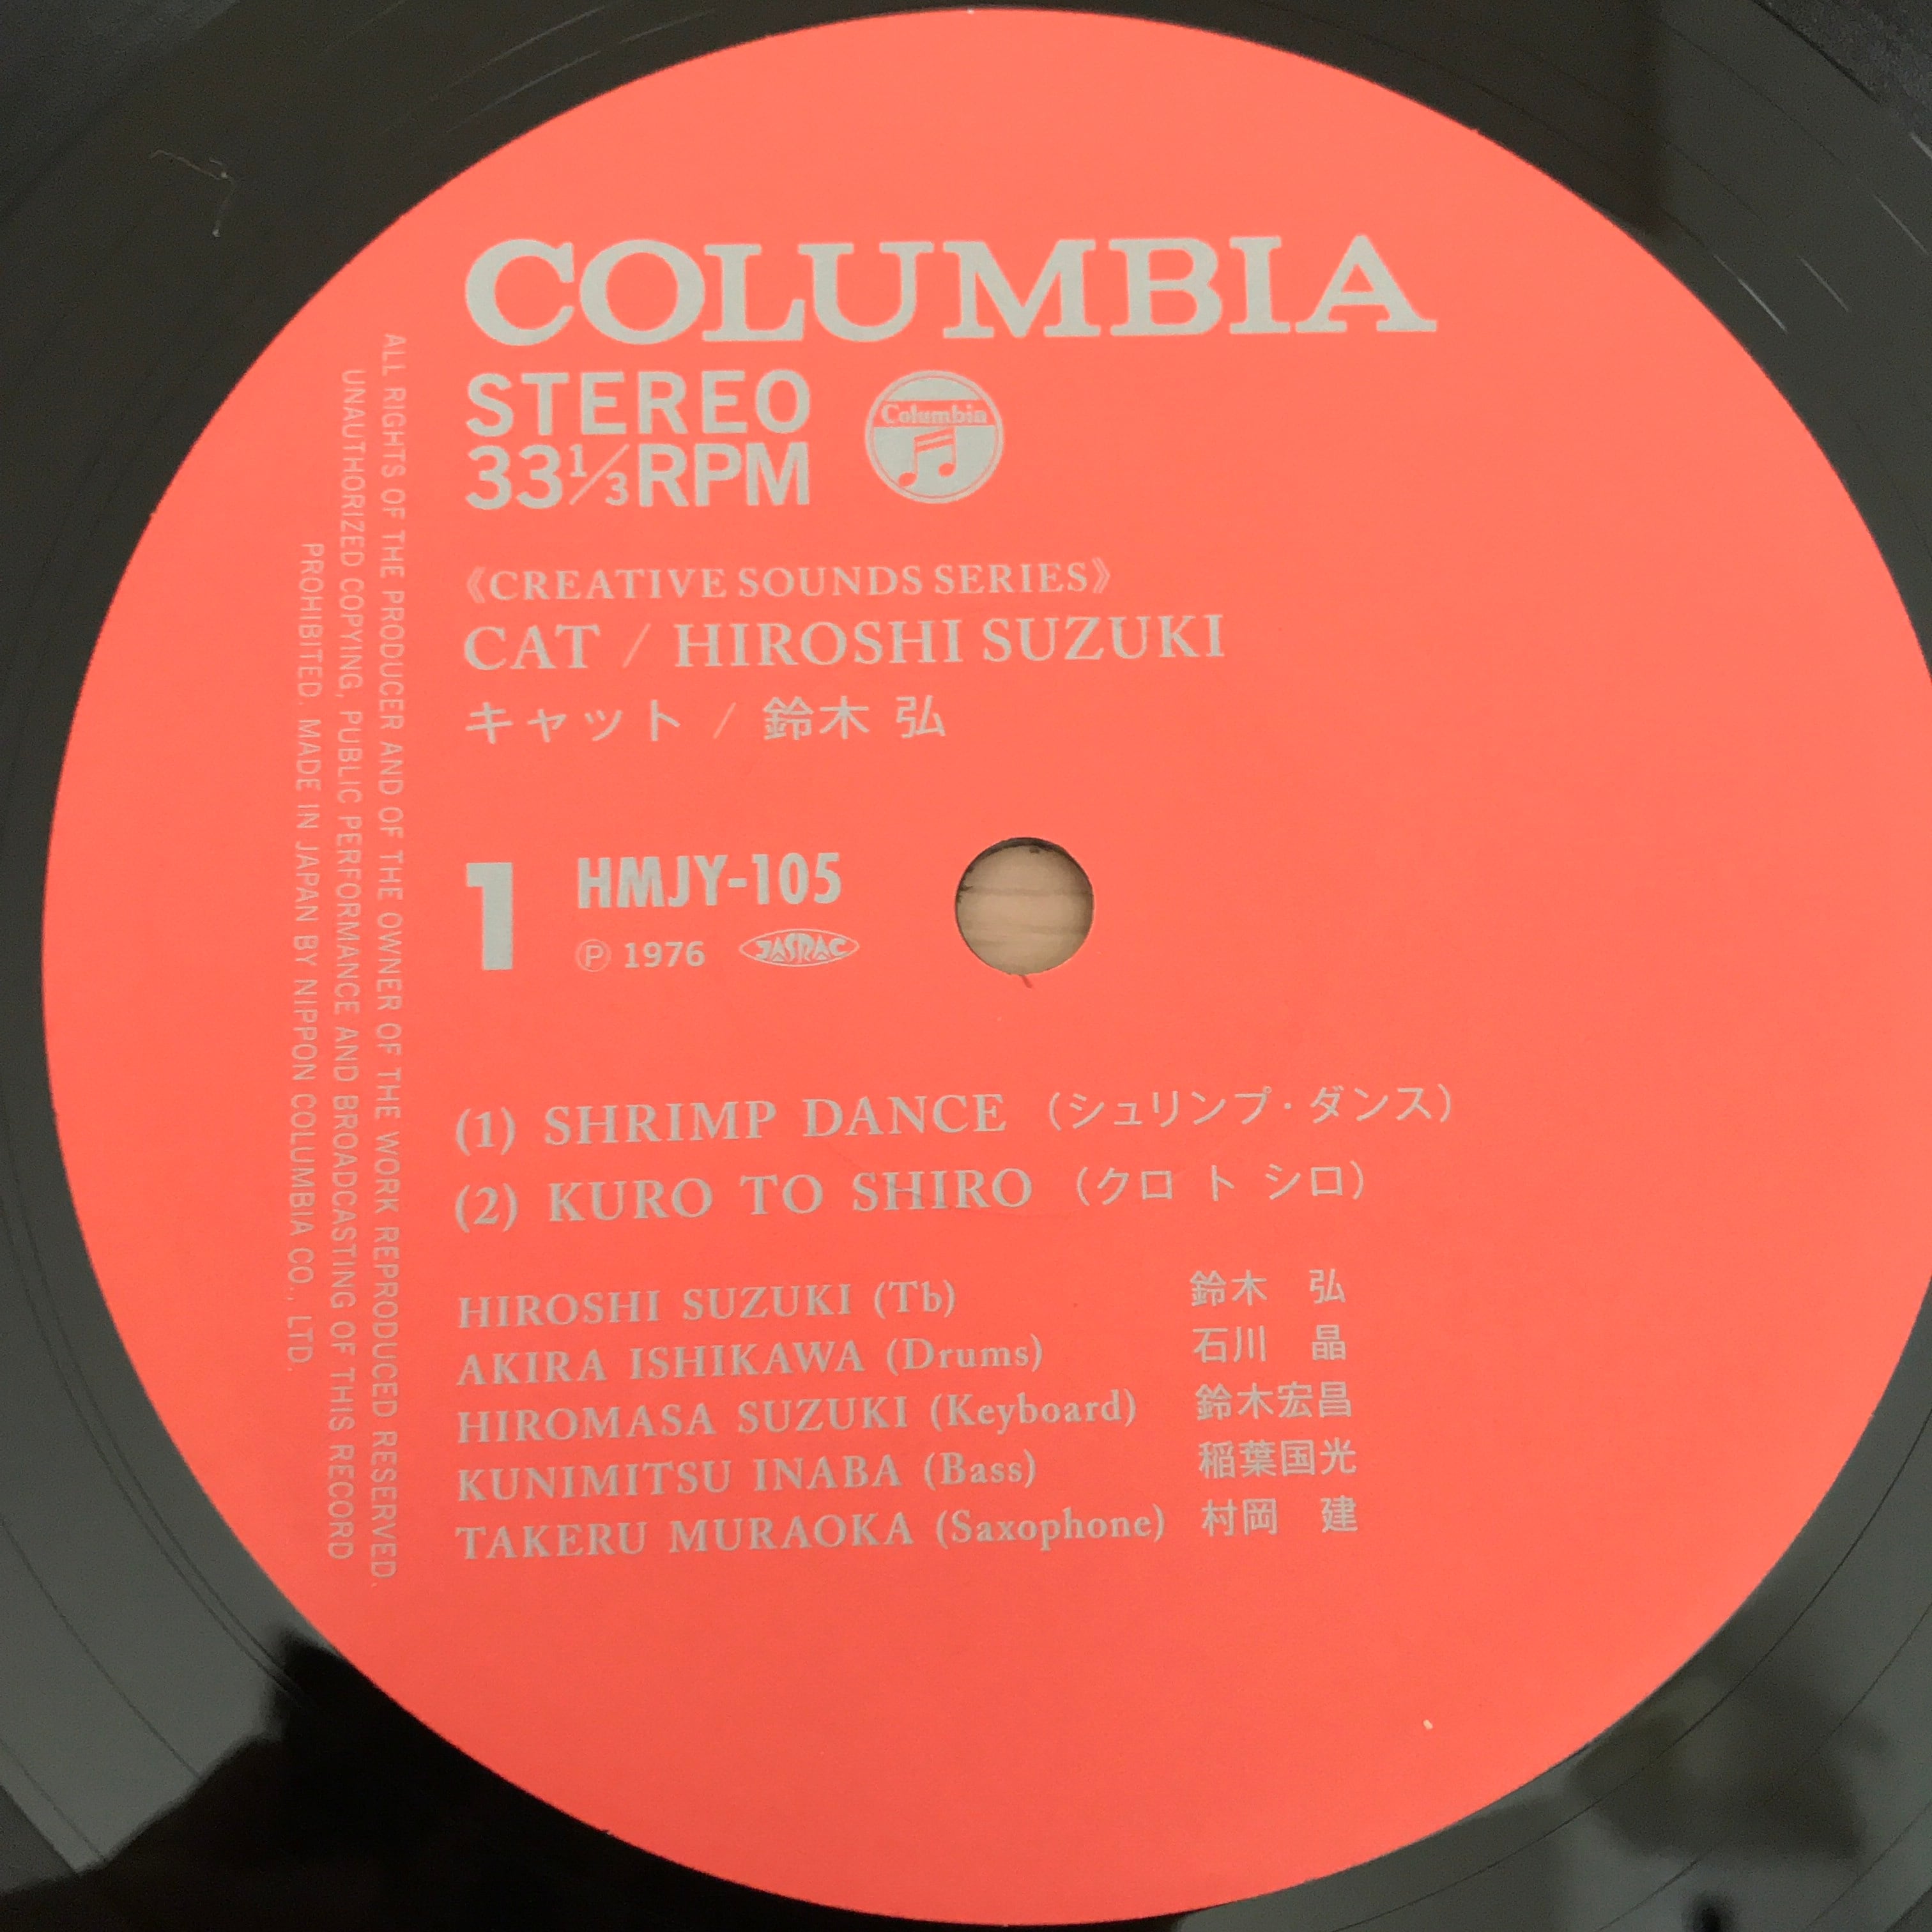 COLUMBIA
STEREO
33⅓RPM
Columbia
《CREATIVE SOUNDS SERIES》
CAT / HIROSHI SUZUKI
キャット / 鈴木 弘
1 HMJY-105
Ⓟ 1976 JASRAC
(1) SHRIMP DANCE (シュリンプ・ダンス)
(2) KURO TO SHIRO (クロ ト シロ)
HIROSHI SUZUKI (Tb) 鈴木 弘
AKIRA ISHIKAWA (Drums) 石川 晶
HIROMASA SUZUKI (Keyboard) 鈴木宏昌
KUNIMITSU INABA (Bass) 稲葉国光
TAKERU MURAOKA (Saxophone) 村岡 建
ALL RIGHTS OF THE PRODUCER AND OF THE OWNER OF THE WORK REPRODUCED RESERVED.
UNAUTHORIZED COPYING, PUBLIC PERFORMANCE AND BROADCASTING OF THIS RECORD
PROHIBITED. MADE IN JAPAN BY NIPPON COLUMBIA CO., LTD.